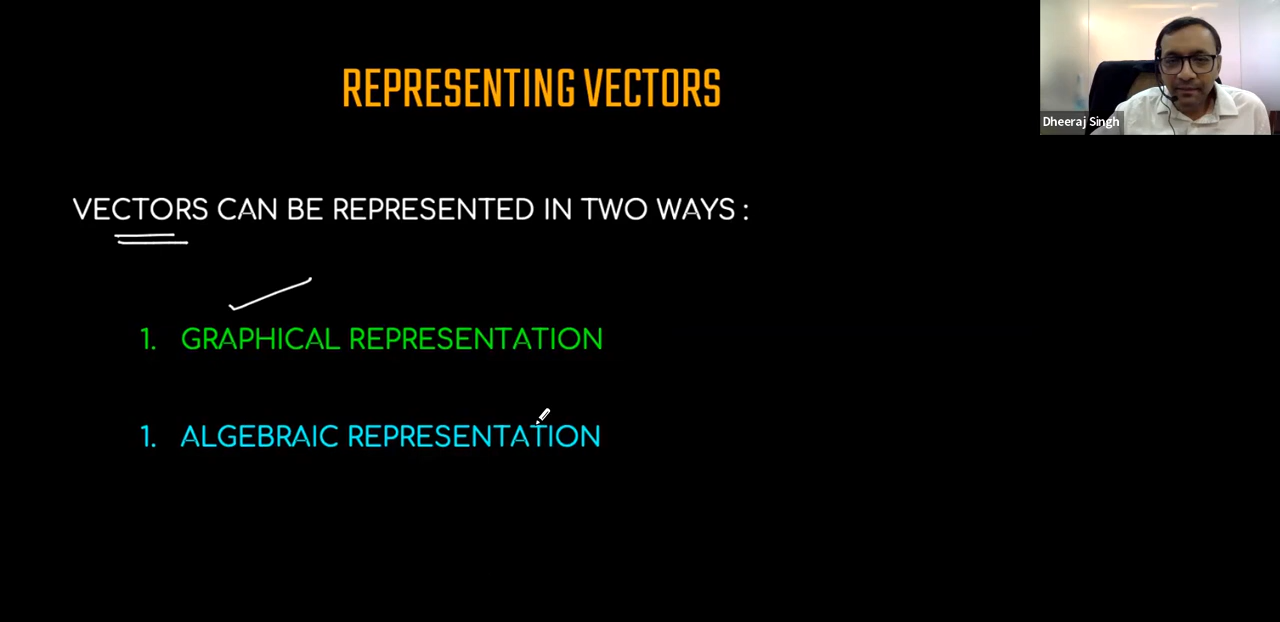 REPRESENTING VECTORS
Dheeraj Singh
VECTORS CAN BE REPRESENTED IN TWO WAYS :
1. GRAPHICAL REPRESENTATION
1. ALGEBRAIC REPRESENTATION